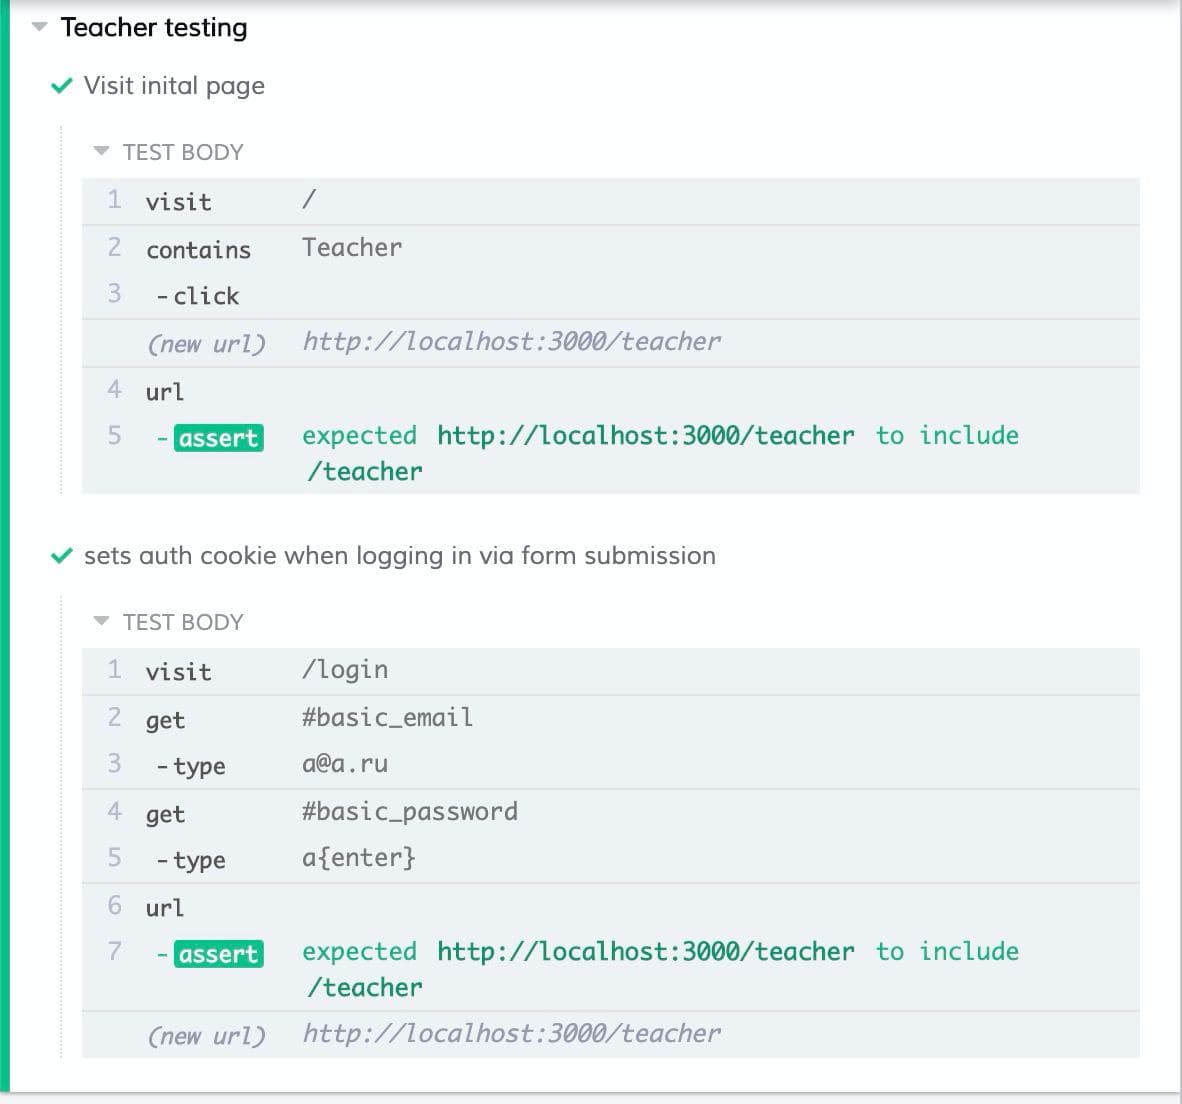 Teacher testing
Visit inital page
TEST BODY
1 visit /
2 contains Teacher
3 -click
(new url) http://localhost:3000/teacher
4 url
5 -assert expected http://localhost:3000/teacher to include
/teacher
sets auth cookie when logging in via form submission
TEST BODY
1 visit /login
2 get #basic_email
3 -type a@a.ru
4 get #basic_password
5 -type a{enter}
6 url
7 -assert expected http://localhost:3000/teacher to include
/teacher
(new url) http://localhost:3000/teacher